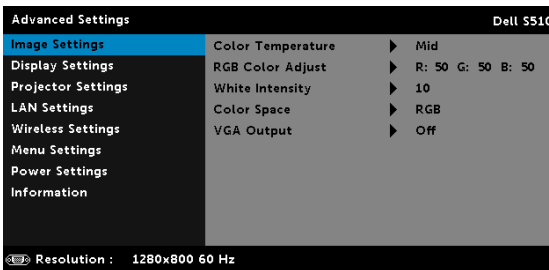 Advanced Settings Dell S510
Image Settings Color Temperature Mid
Display Settings RGB Color Adjust R: 50 G: 50 B: 50
Projector Settings White Intensity 10
LAN Settings Color Space RGB
Wireless Settings VGA Output Off
Menu Settings
Power Settings
Information
Resolution : 1280x800 60 Hz